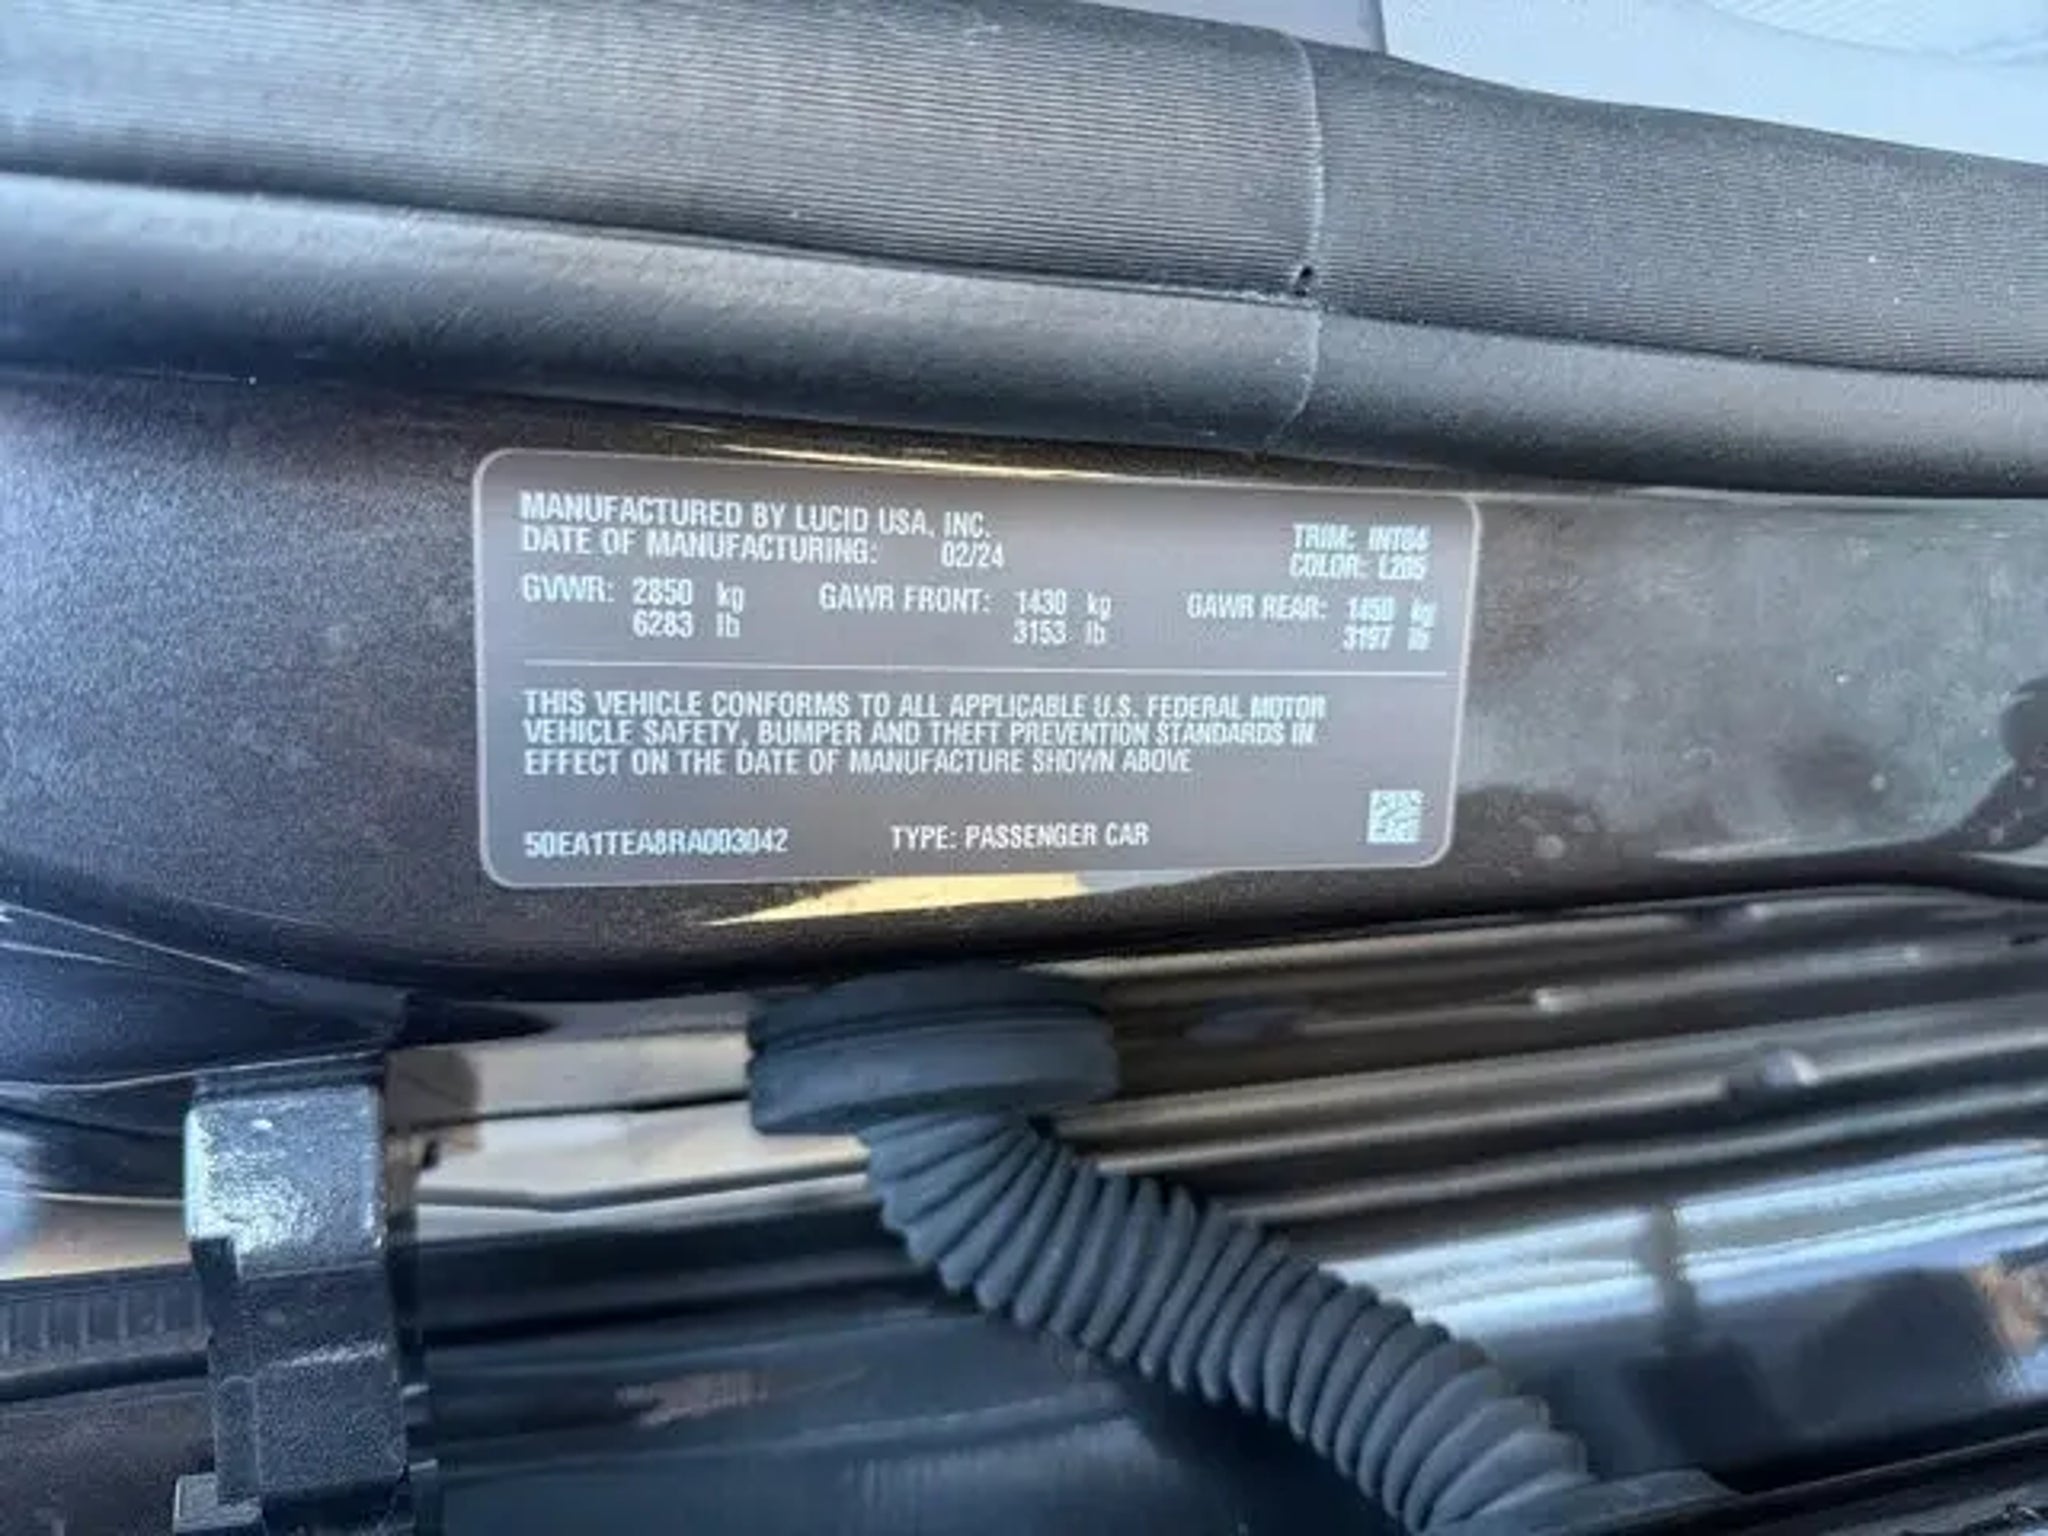 MANUFACTURED BY LUCID USA, INC.
DATE OF MANUFACTURING: 02/24
TRIM: INT04
COLOR: L205
GVWR: 2850 kg GAWR FRONT: 1430 kg GAWR REAR: 1450 kg
6283 lb 3153 lb 3197 lb
THIS VEHICLE CONFORMS TO ALL APPLICABLE U.S. FEDERAL MOTOR
VEHICLE SAFETY, BUMPER AND THEFT PREVENTION STANDARDS IN
EFFECT ON THE DATE OF MANUFACTURE SHOWN ABOVE
50EA1TEA8RA003042 TYPE: PASSENGER CAR